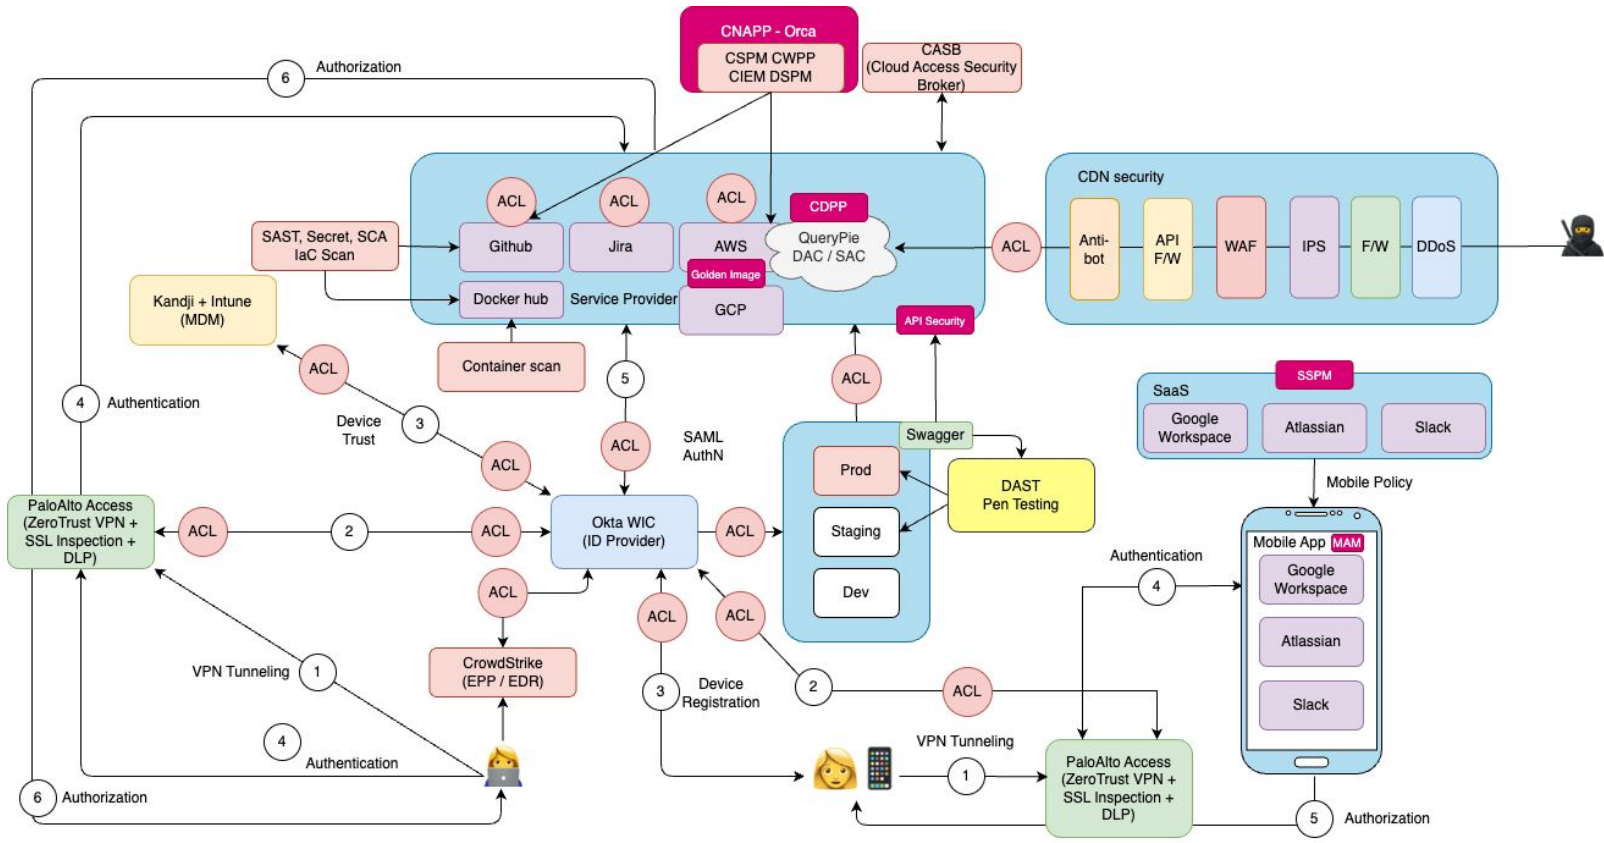 CNAPP - Orca
CSPM CWPP
CIEM DSPM
CASB
(Cloud Access Security
Broker)
6
Authorization
CDN security
Anti-
bot
API
F/W
WAF
IPS
F/W
DDoS
ACL
ACL
ACL
ACL
CDPP
QueryPie
DAC / SAC
Github
Jira
AWS
Golden Image
GCP
Docker hub
Service Provider
API Security
SAST, Secret, SCA
IaC Scan
Kandji + Intune
(MDM)
Container scan
ACL
5
ACL
SAML
AuthN
4
Authentication
ACL
3
Device
Trust
ACL
ACL
Swagger
Prod
Staging
Dev
DAST
Pen Testing
SSPM
SaaS
Google
Workspace
Atlassian
Slack
Mobile Policy
PaloAlto Access
(ZeroTrust VPN +
SSL Inspection +
DLP)
ACL
2
ACL
Okta WIC
(ID Provider)
ACL
Mobile App
MAM
Google
Workspace
Atlassian
Slack
Authentication
4
ACL
ACL
ACL
CrowdStrike
(EPP / EDR)
VPN Tunneling
1
3
Device
Registration
2
ACL
4
Authentication
6
Authorization
VPN Tunneling
1
PaloAlto Access
(ZeroTrust VPN +
SSL Inspection +
DLP)
5
Authorization